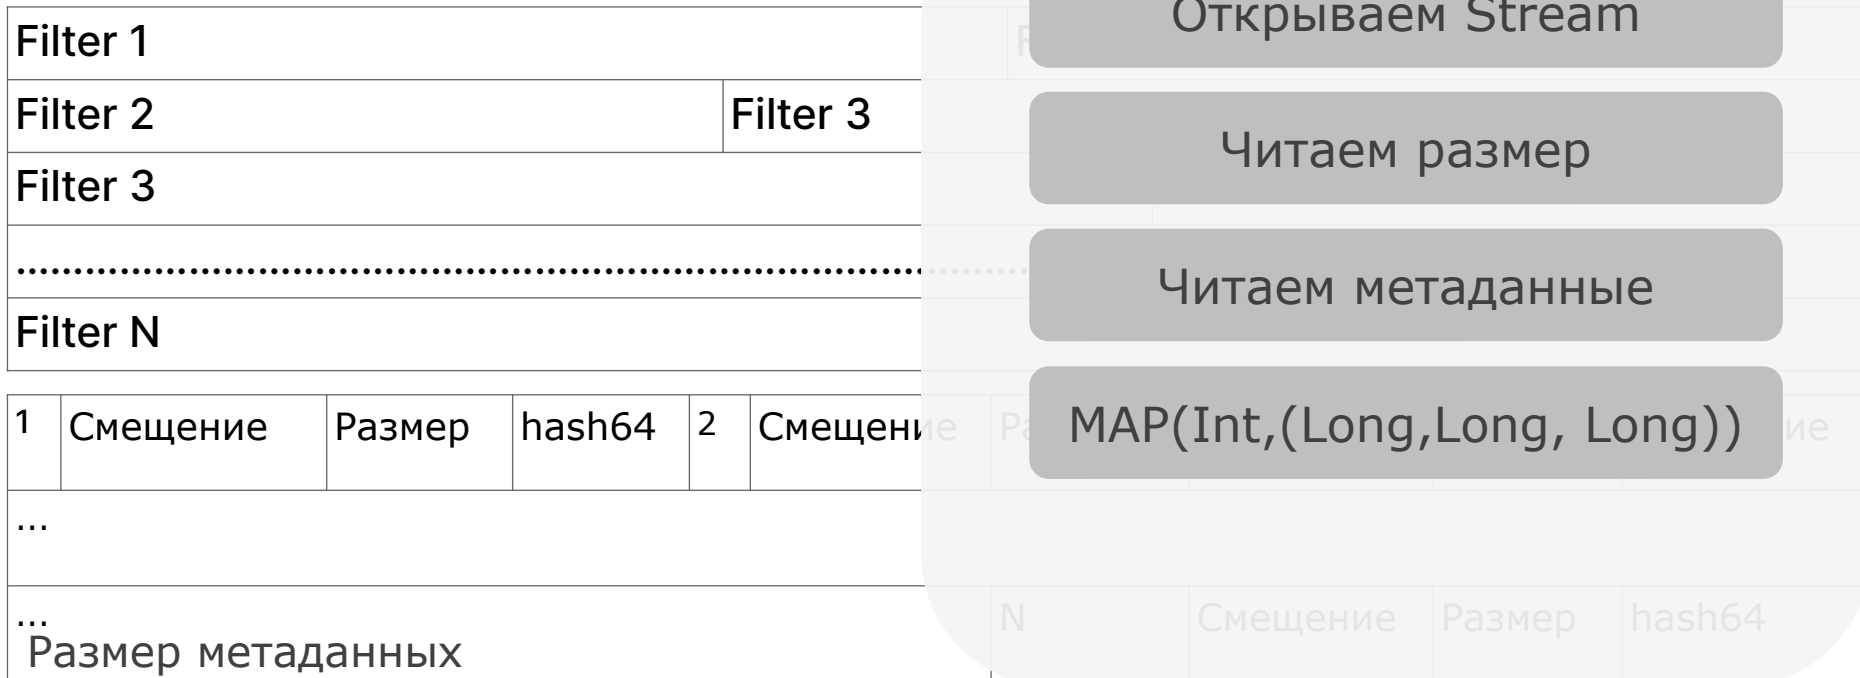 Filter 1
Открываем Stream
Filter 2 Filter 3
Читаем размер
Filter 3
....................................................................................
Читаем метаданные
Filter N
1 Смещение Размер hash64 2 Смещение
MAP(Int,(Long,Long, Long))
...
...
N Смещение Размер hash64
Размер метаданных